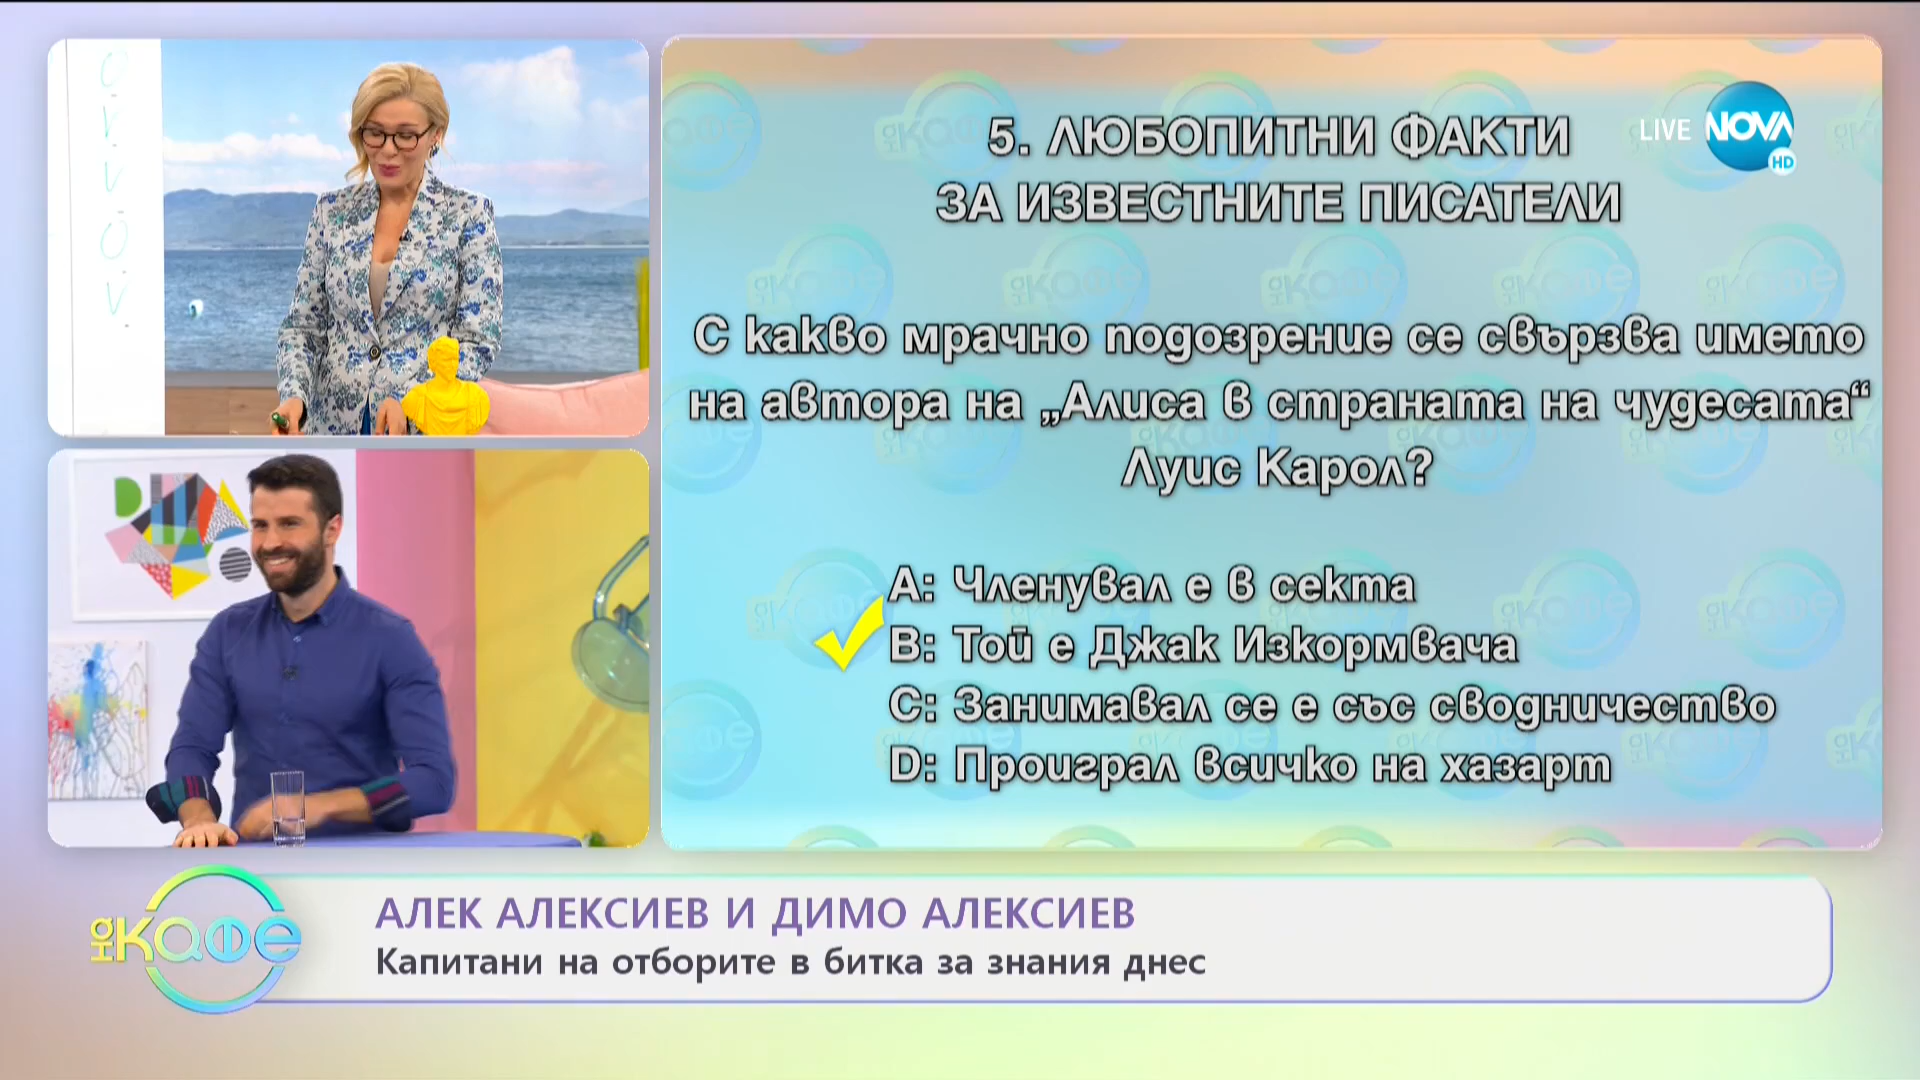 O.
K.
V.
O.
V.
LIVE NOVA
HD
5. ЛЮБОПИТНИ ФАКТИ
ЗА ИЗВЕСТНИТЕ ПИСАТЕЛИ
С какво мрачно подозрение се свързва името
на автора на „Алиса в страната на чудесата“
Луис Карол?
A: Членувал е в секта
B: Той е Джак Изкормвача
C: Занимавал се е със сводничество
D: Проиграл всичко на хазарт
на кафе
АЛЕК АЛЕКСИЕВ И ДИМО АЛЕКСИЕВ
Капитани на отборите в битка за знания днес